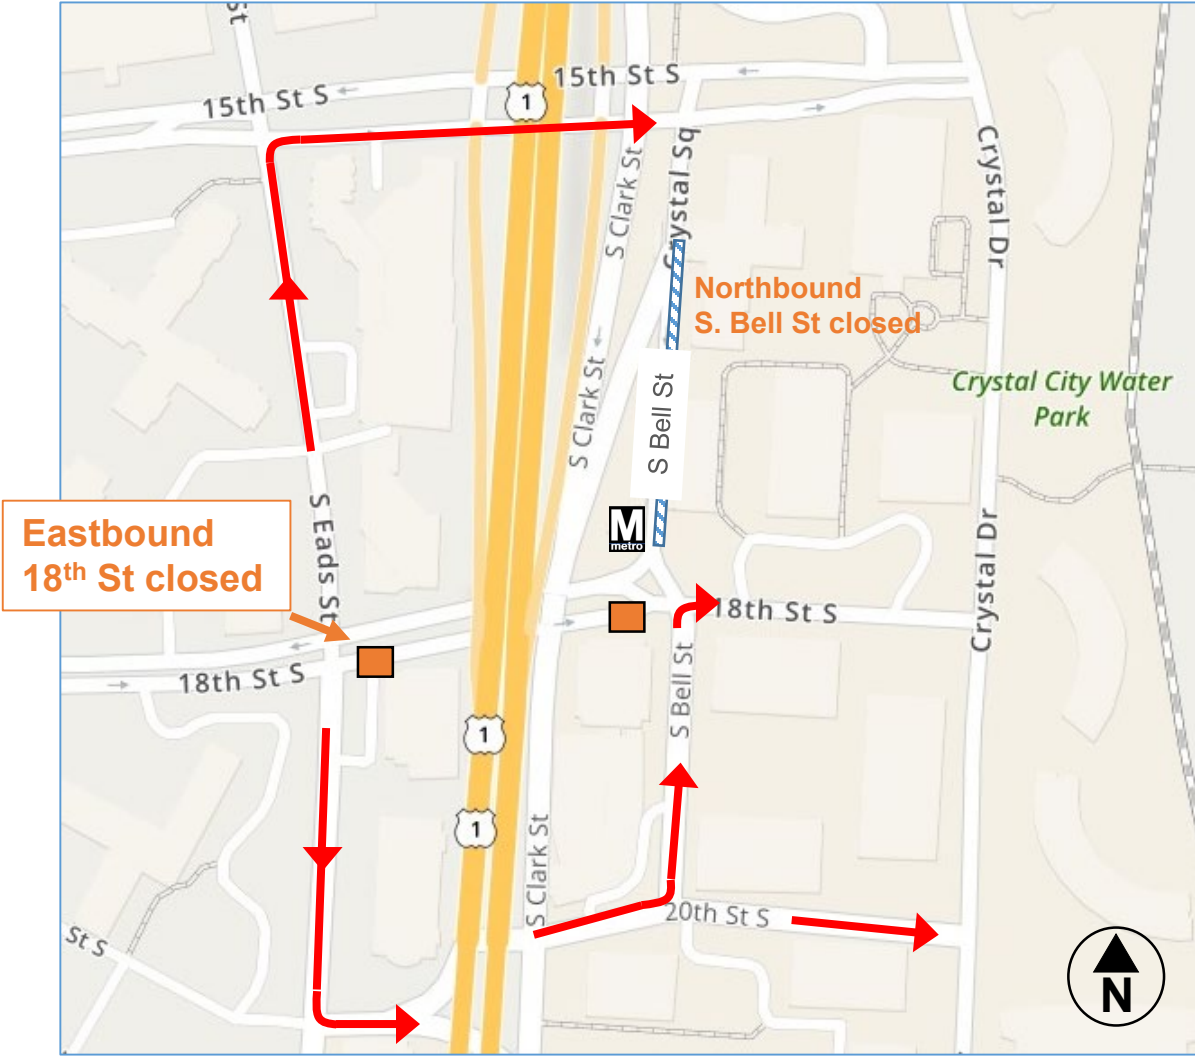 St
15th St S
15th St S
1
Crystal Sq
S Clark St
Crystal Dr
Northbound
S. Bell St closed
S Clark St
S Bell St
Crystal City Water
Park
S Eads St
Eastbound
18th St closed
M
metro
Crystal Dr
18th St S
18th St S
S Bell St
1
1
S Clark St
20th St S
St S
N